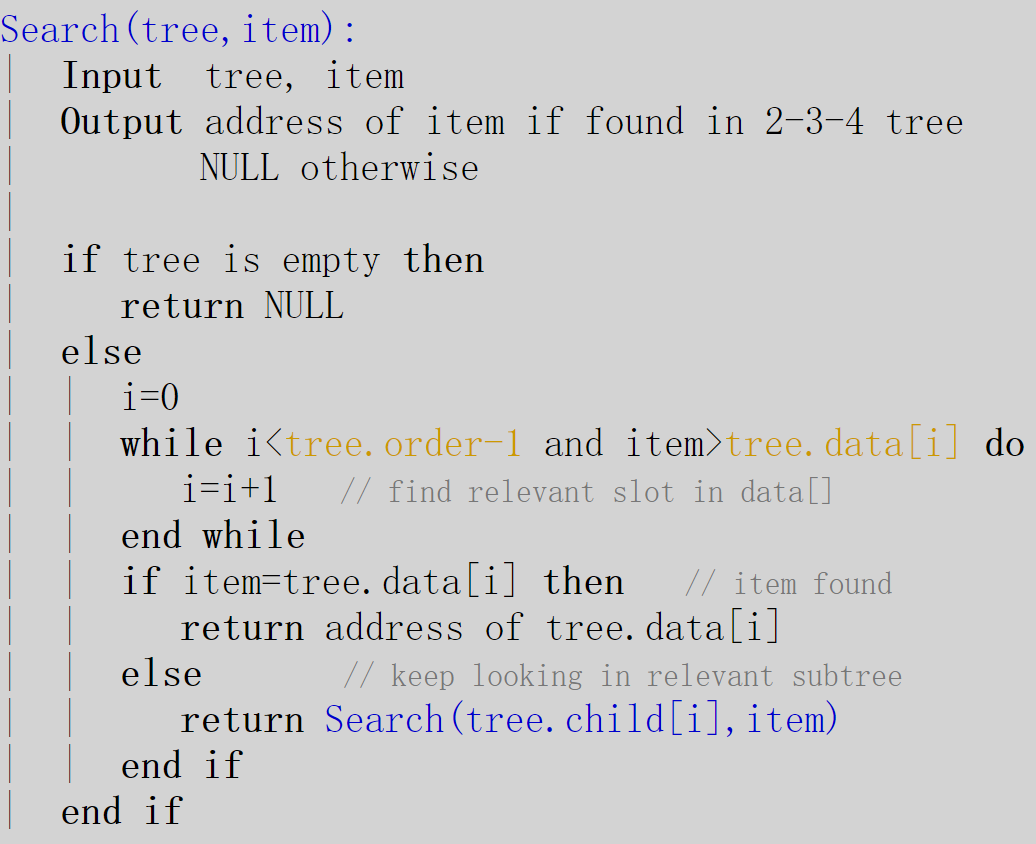 Search(tree,item):
Input tree, item
Output address of item if found in 2-3-4 tree
NULL otherwise
if tree is empty then
return NULL
else
i=0
while i<tree.order-1 and item>tree.data[i] do
i=i+1 // find relevant slot in data[]
end while
if item=tree.data[i] then // item found
return address of tree.data[i]
else // keep looking in relevant subtree
return Search(tree.child[i],item)
end if
end if